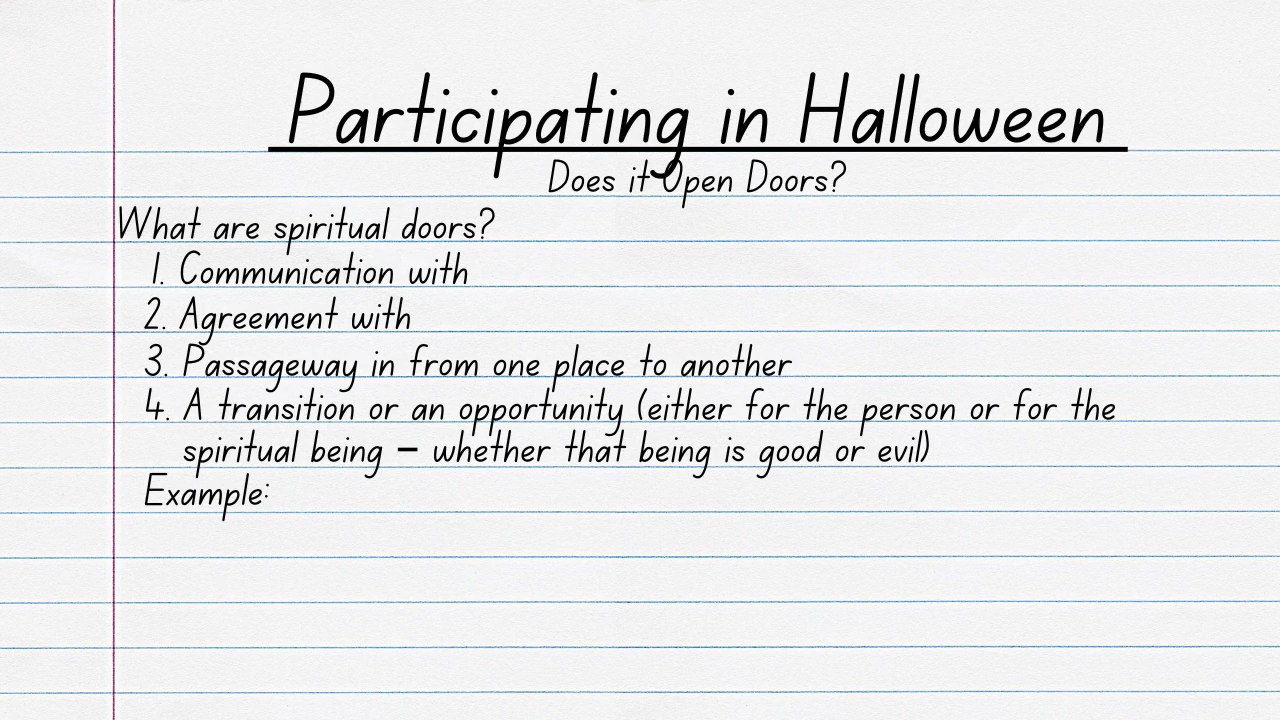 Participating in Halloween
Does it Open Doors?
What are spiritual doors?
1. Communication with
2. Agreement with
3. Passageway in from one place to another
4. A transition or an opportunity (either for the person or for the
spiritual being – whether that being is good or evil)
Example: